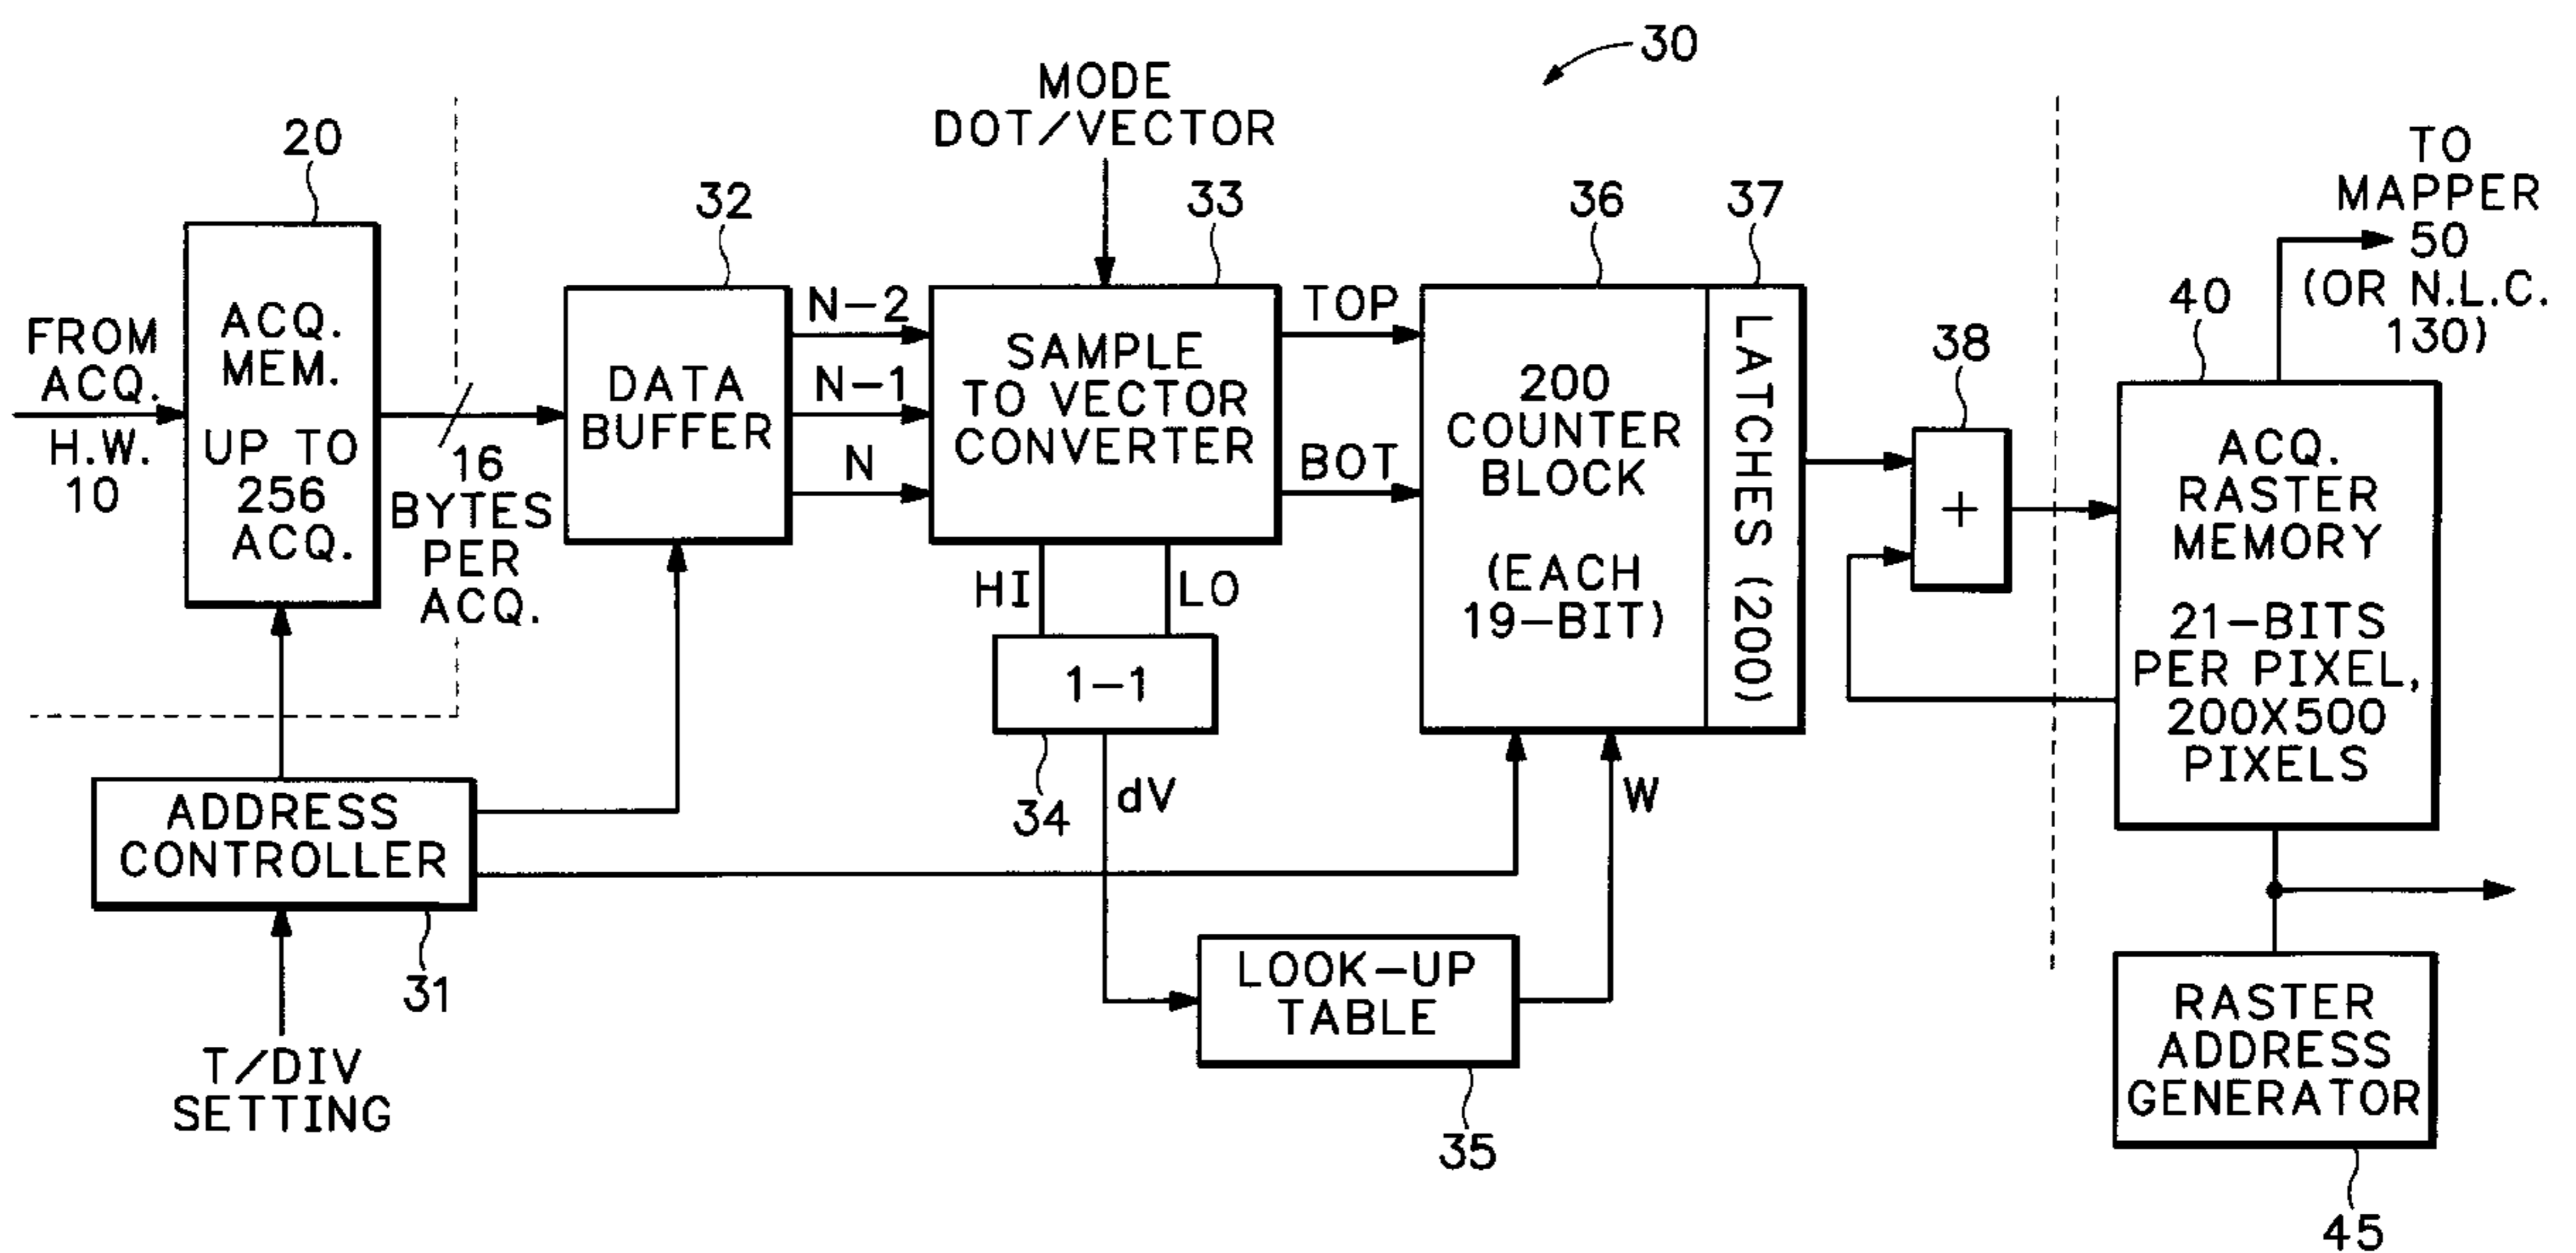 30
MODE
DOT/VECTOR
20
32
33
36
37
TO
MAPPER
50
(OR N.L.C.
130)
FROM
ACQ.
H.W.
10
ACQ.
MEM.
UP TO
256
ACQ.
16
BYTES
PER
ACQ.
DATA
BUFFER
N-2
N-1
N
SAMPLE
TO VECTOR
CONVERTER
TOP
BOT
HI
LO
1-1
34
dV
200
COUNTER
BLOCK
(EACH
19-BIT)
LATCHES (200)
38
+
40
ACQ.
RASTER
MEMORY
21-BITS
PER PIXEL,
200X500
PIXELS
ADDRESS
CONTROLLER
31
T/DIV
SETTING
W
LOOK-UP
TABLE
35
RASTER
ADDRESS
GENERATOR
45